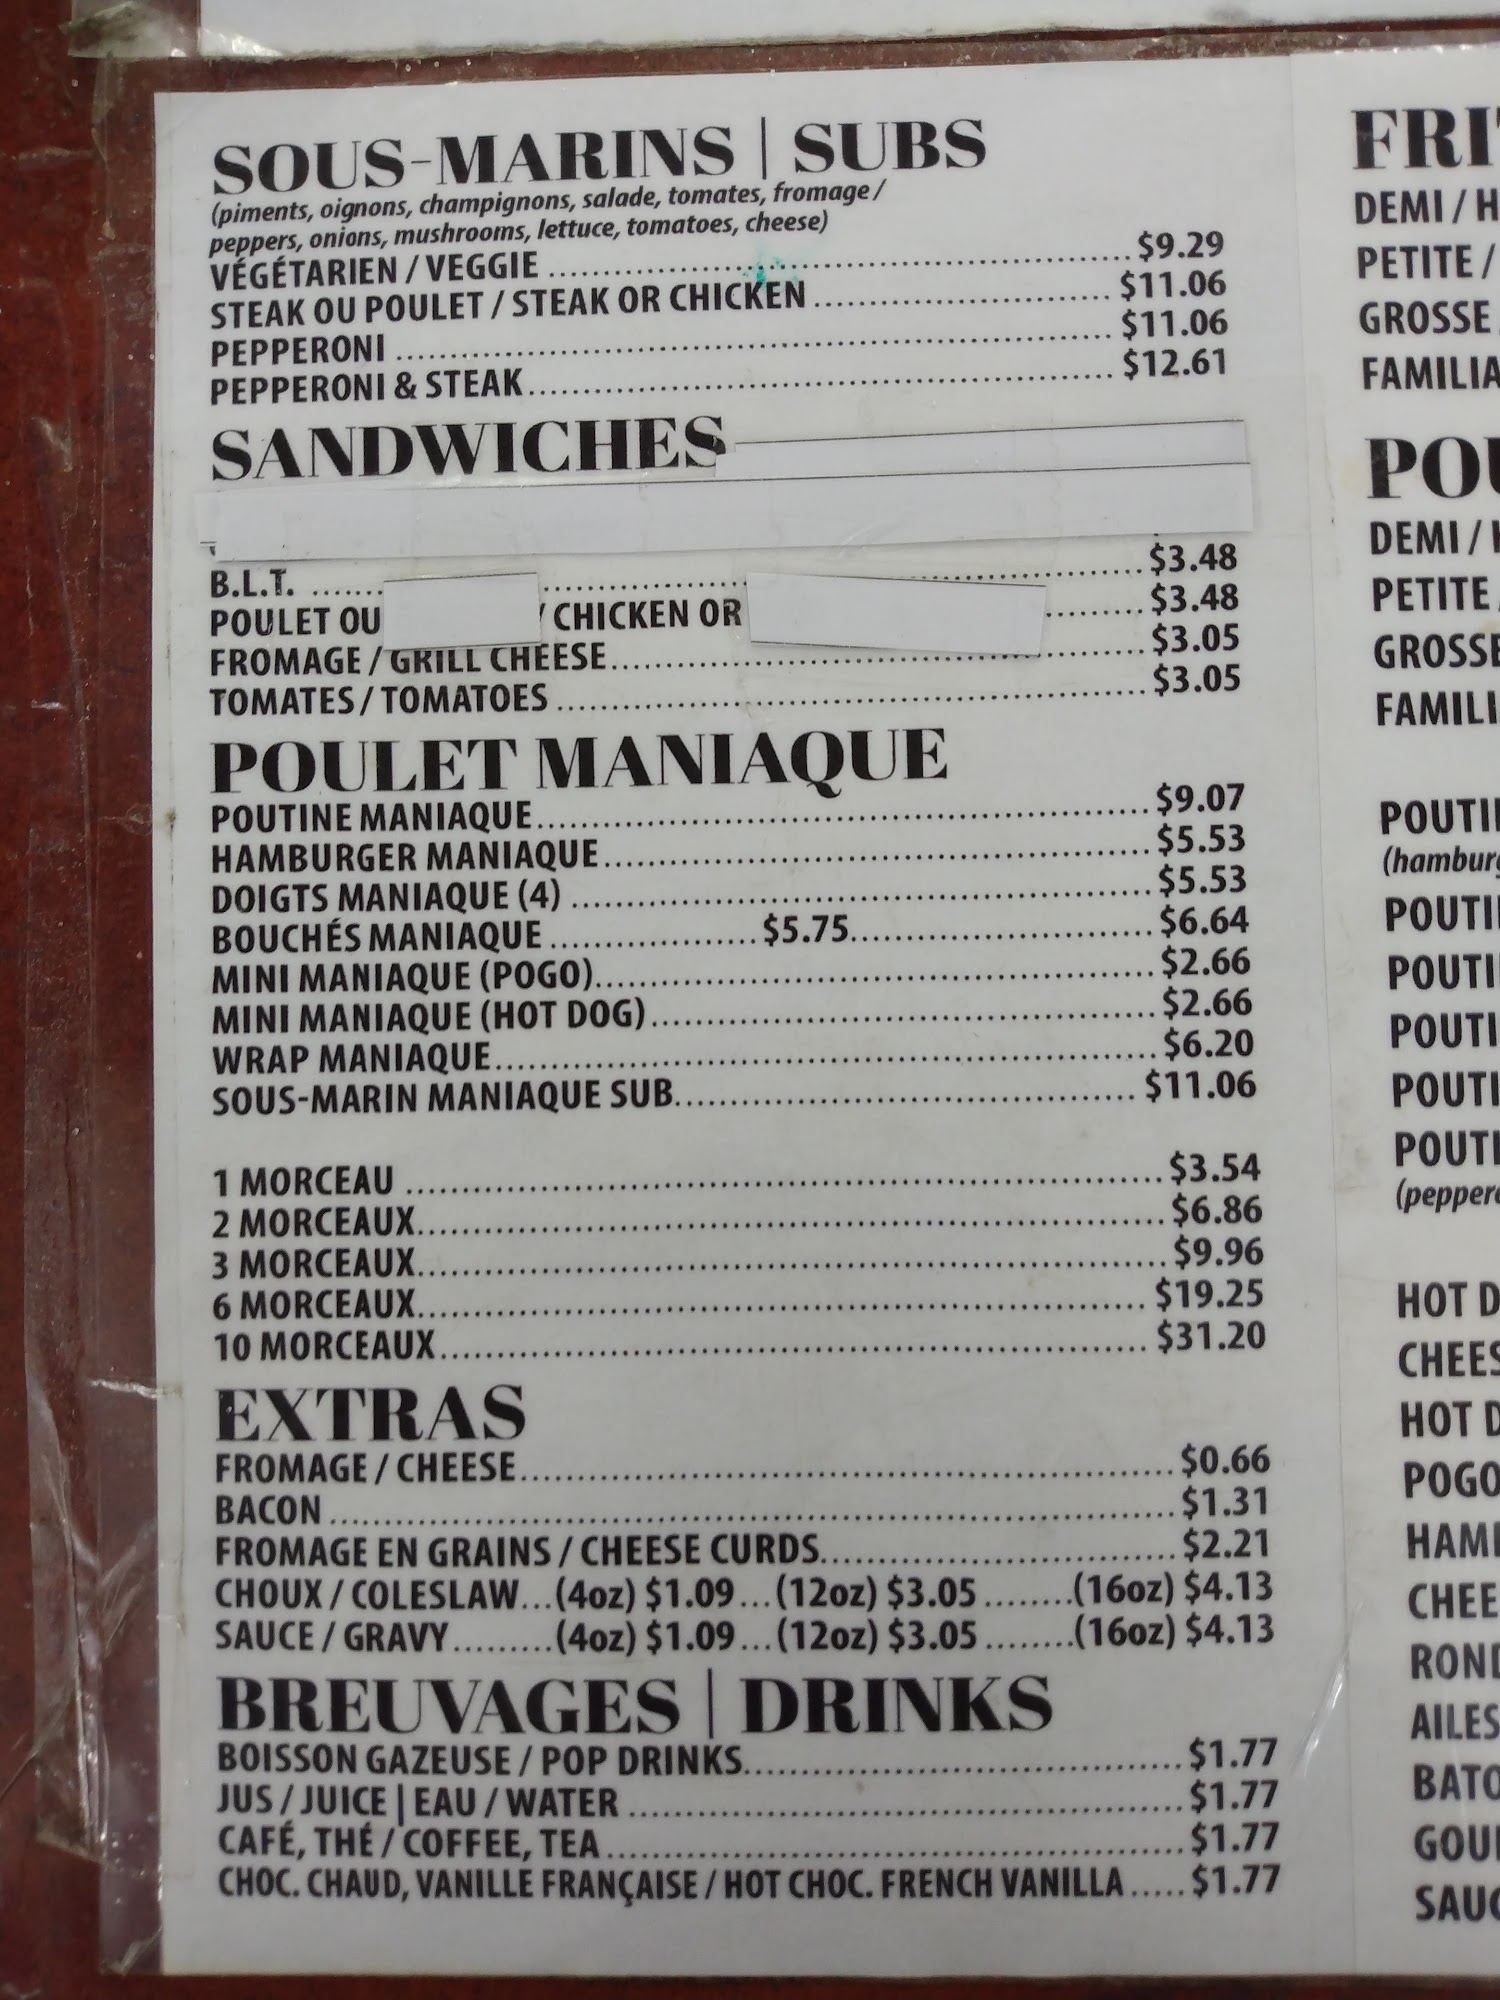 SOUS-MARINS | SUBS
(piments, oignons, champignons, salade, tomates, fromage /
peppers, onions, mushrooms, lettuce, tomatoes, cheese)
VÉGÉTARIEN / VEGGIE $9.29
STEAK OU POULET / STEAK OR CHICKEN $11.06
PEPPERONI $11.06
PEPPERONI & STEAK $12.61
SANDWICHES
B.L.T. $3.48
POULET OU / CHICKEN OR $3.48
FROMAGE / GRILL CHEESE $3.05
TOMATES / TOMATOES $3.05
POULET MANIAQUE
POUTINE MANIAQUE $9.07
HAMBURGER MANIAQUE $5.53
DOIGTS MANIAQUE (4) $5.53
BOUCHÉS MANIAQUE $5.75 $6.64
MINI MANIAQUE (POGO) $2.66
MINI MANIAQUE (HOT DOG) $2.66
WRAP MANIAQUE $6.20
SOUS-MARIN MANIAQUE SUB $11.06
1 MORCEAU $3.54
2 MORCEAUX $6.86
3 MORCEAUX $9.96
6 MORCEAUX $19.25
10 MORCEAUX $31.20
EXTRAS
FROMAGE / CHEESE $0.66
BACON $1.31
FROMAGE EN GRAINS / CHEESE CURDS $2.21
CHOUX / COLESLAW...(4oz) $1.09...(12oz) $3.05........(16oz) $4.13
SAUCE / GRAVY.........(4oz) $1.09...(12oz) $3.05........(16oz) $4.13
BREUVAGES | DRINKS
BOISSON GAZEUSE / POP DRINKS $1.77
JUS / JUICE | EAU / WATER $1.77
CAFÉ, THÉ / COFFEE, TEA $1.77
CHOC. CHAUD, VANILLE FRANÇAISE / HOT CHOC. FRENCH VANILLA ..... $1.77
DEMI /
PETITE /
GROSSE
DEMI /
PETITE
GROSSE
HOT
HOT